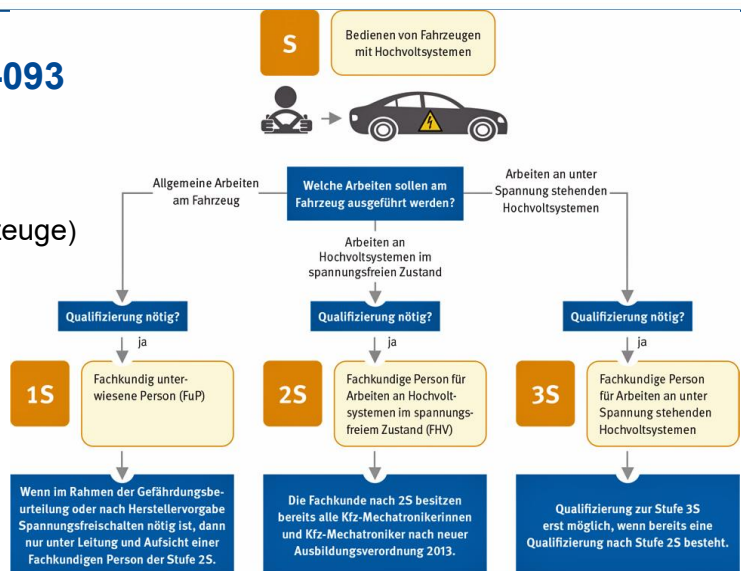 S
Bedienen von Fahrzeugen
mit Hochvoltsystemen
-093
zeuge)
Welche Arbeiten sollen am
Fahrzeug ausgeführt werden?
Allgemeine Arbeiten
am Fahrzeug
Arbeiten an
Hochvoltsystemen im
spannungsfreien Zustand
Arbeiten an unter
Spannung stehenden
Hochvoltsystemen
Qualifizierung nötig?
ja
1S
Fachkundig unter-
wiesene Person (FuP)
Wenn im Rahmen der Gefährdungsbe-
urteilung oder nach Herstellervorgabe
Spannungsfreischalten nötig ist, dann
nur unter Leitung und Aufsicht einer
Fachkundigen Person der Stufe 2S.
Qualifizierung nötig?
ja
2S
Fachkundige Person für
Arbeiten an Hochvolt-
systemen im spannungs-
freiem Zustand (FHV)
Die Fachkunde nach 2S besitzen
bereits alle Kfz-Mechatronikerinnen
und Kfz-Mechatroniker nach neuer
Ausbildungsverordnung 2013.
Qualifizierung nötig?
ja
3S
Fachkundige Person
für Arbeiten an unter
Spannung stehenden
Hochvoltsystemen
Qualifizierung zur Stufe 3S
erst möglich, wenn bereits eine
Qualifizierung nach Stufe 2S besteht.